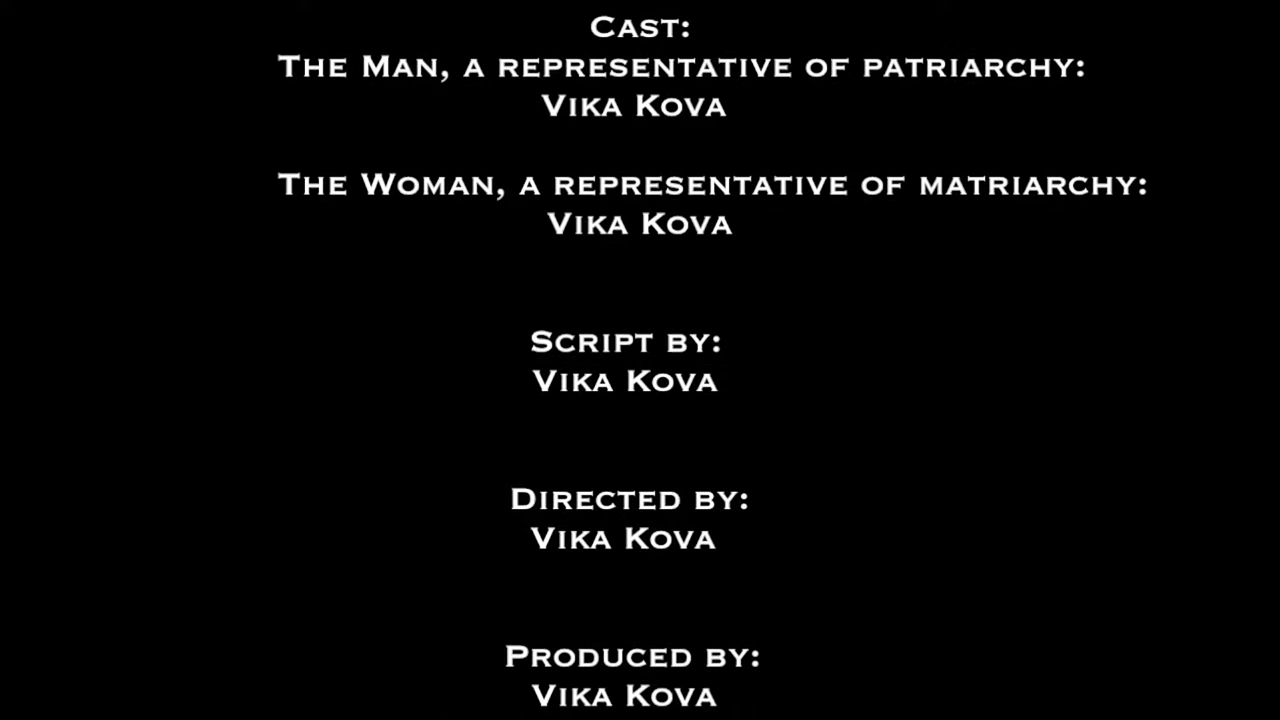 Cast:
The Man, a representative of patriarchy:
Vika Kova
The Woman, a representative of matriarchy:
Vika Kova
Script by:
Vika Kova
Directed by:
Vika Kova
Produced by:
Vika Kova